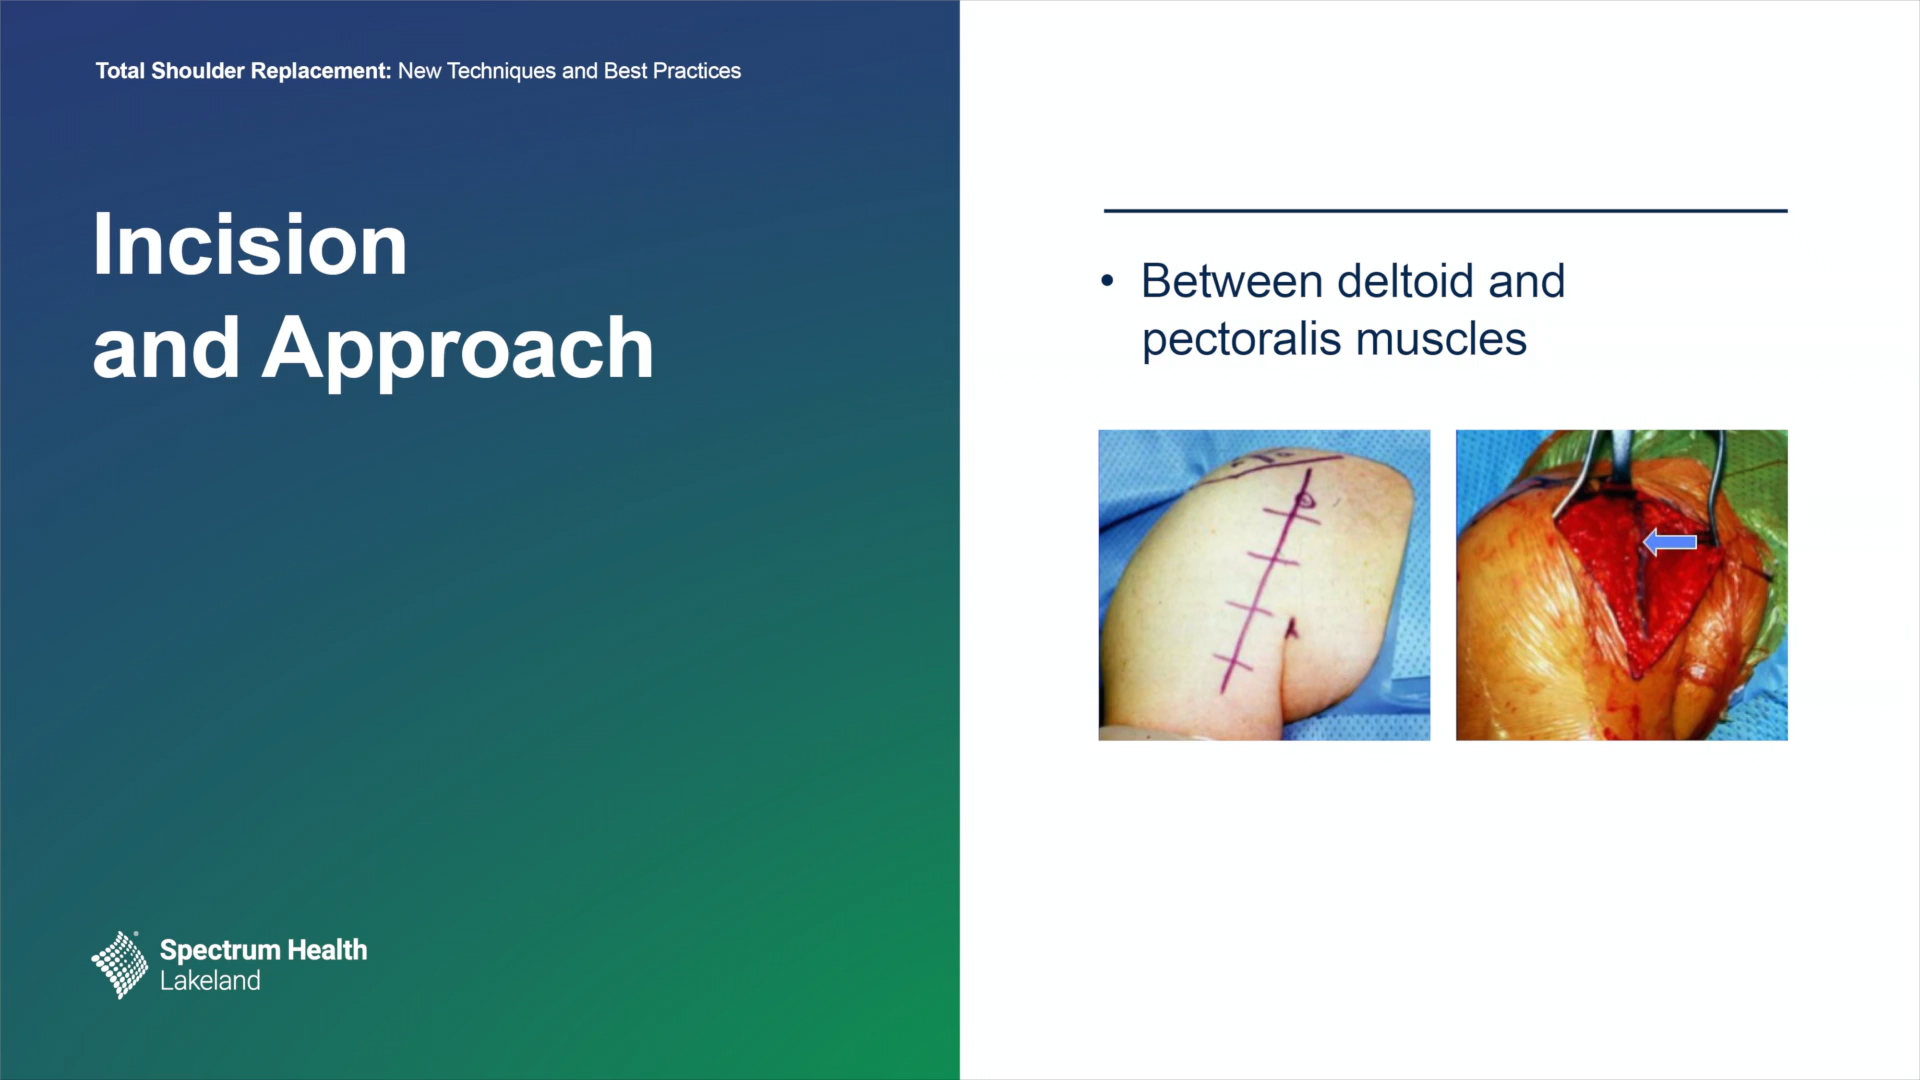 Total Shoulder Replacement: New Techniques and Best Practices
Incision
and Approach
• Between deltoid and
pectoralis muscles
Spectrum Health
Lakeland